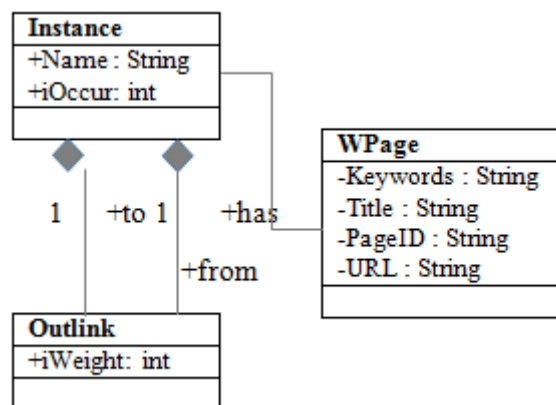 Instance
+Name : String
+iOccur: int
WPage
-Keywords : String
-Title : String
-PageID : String
-URL : String
1 +to 1 +has
+from
Outlink
+iWeight: int